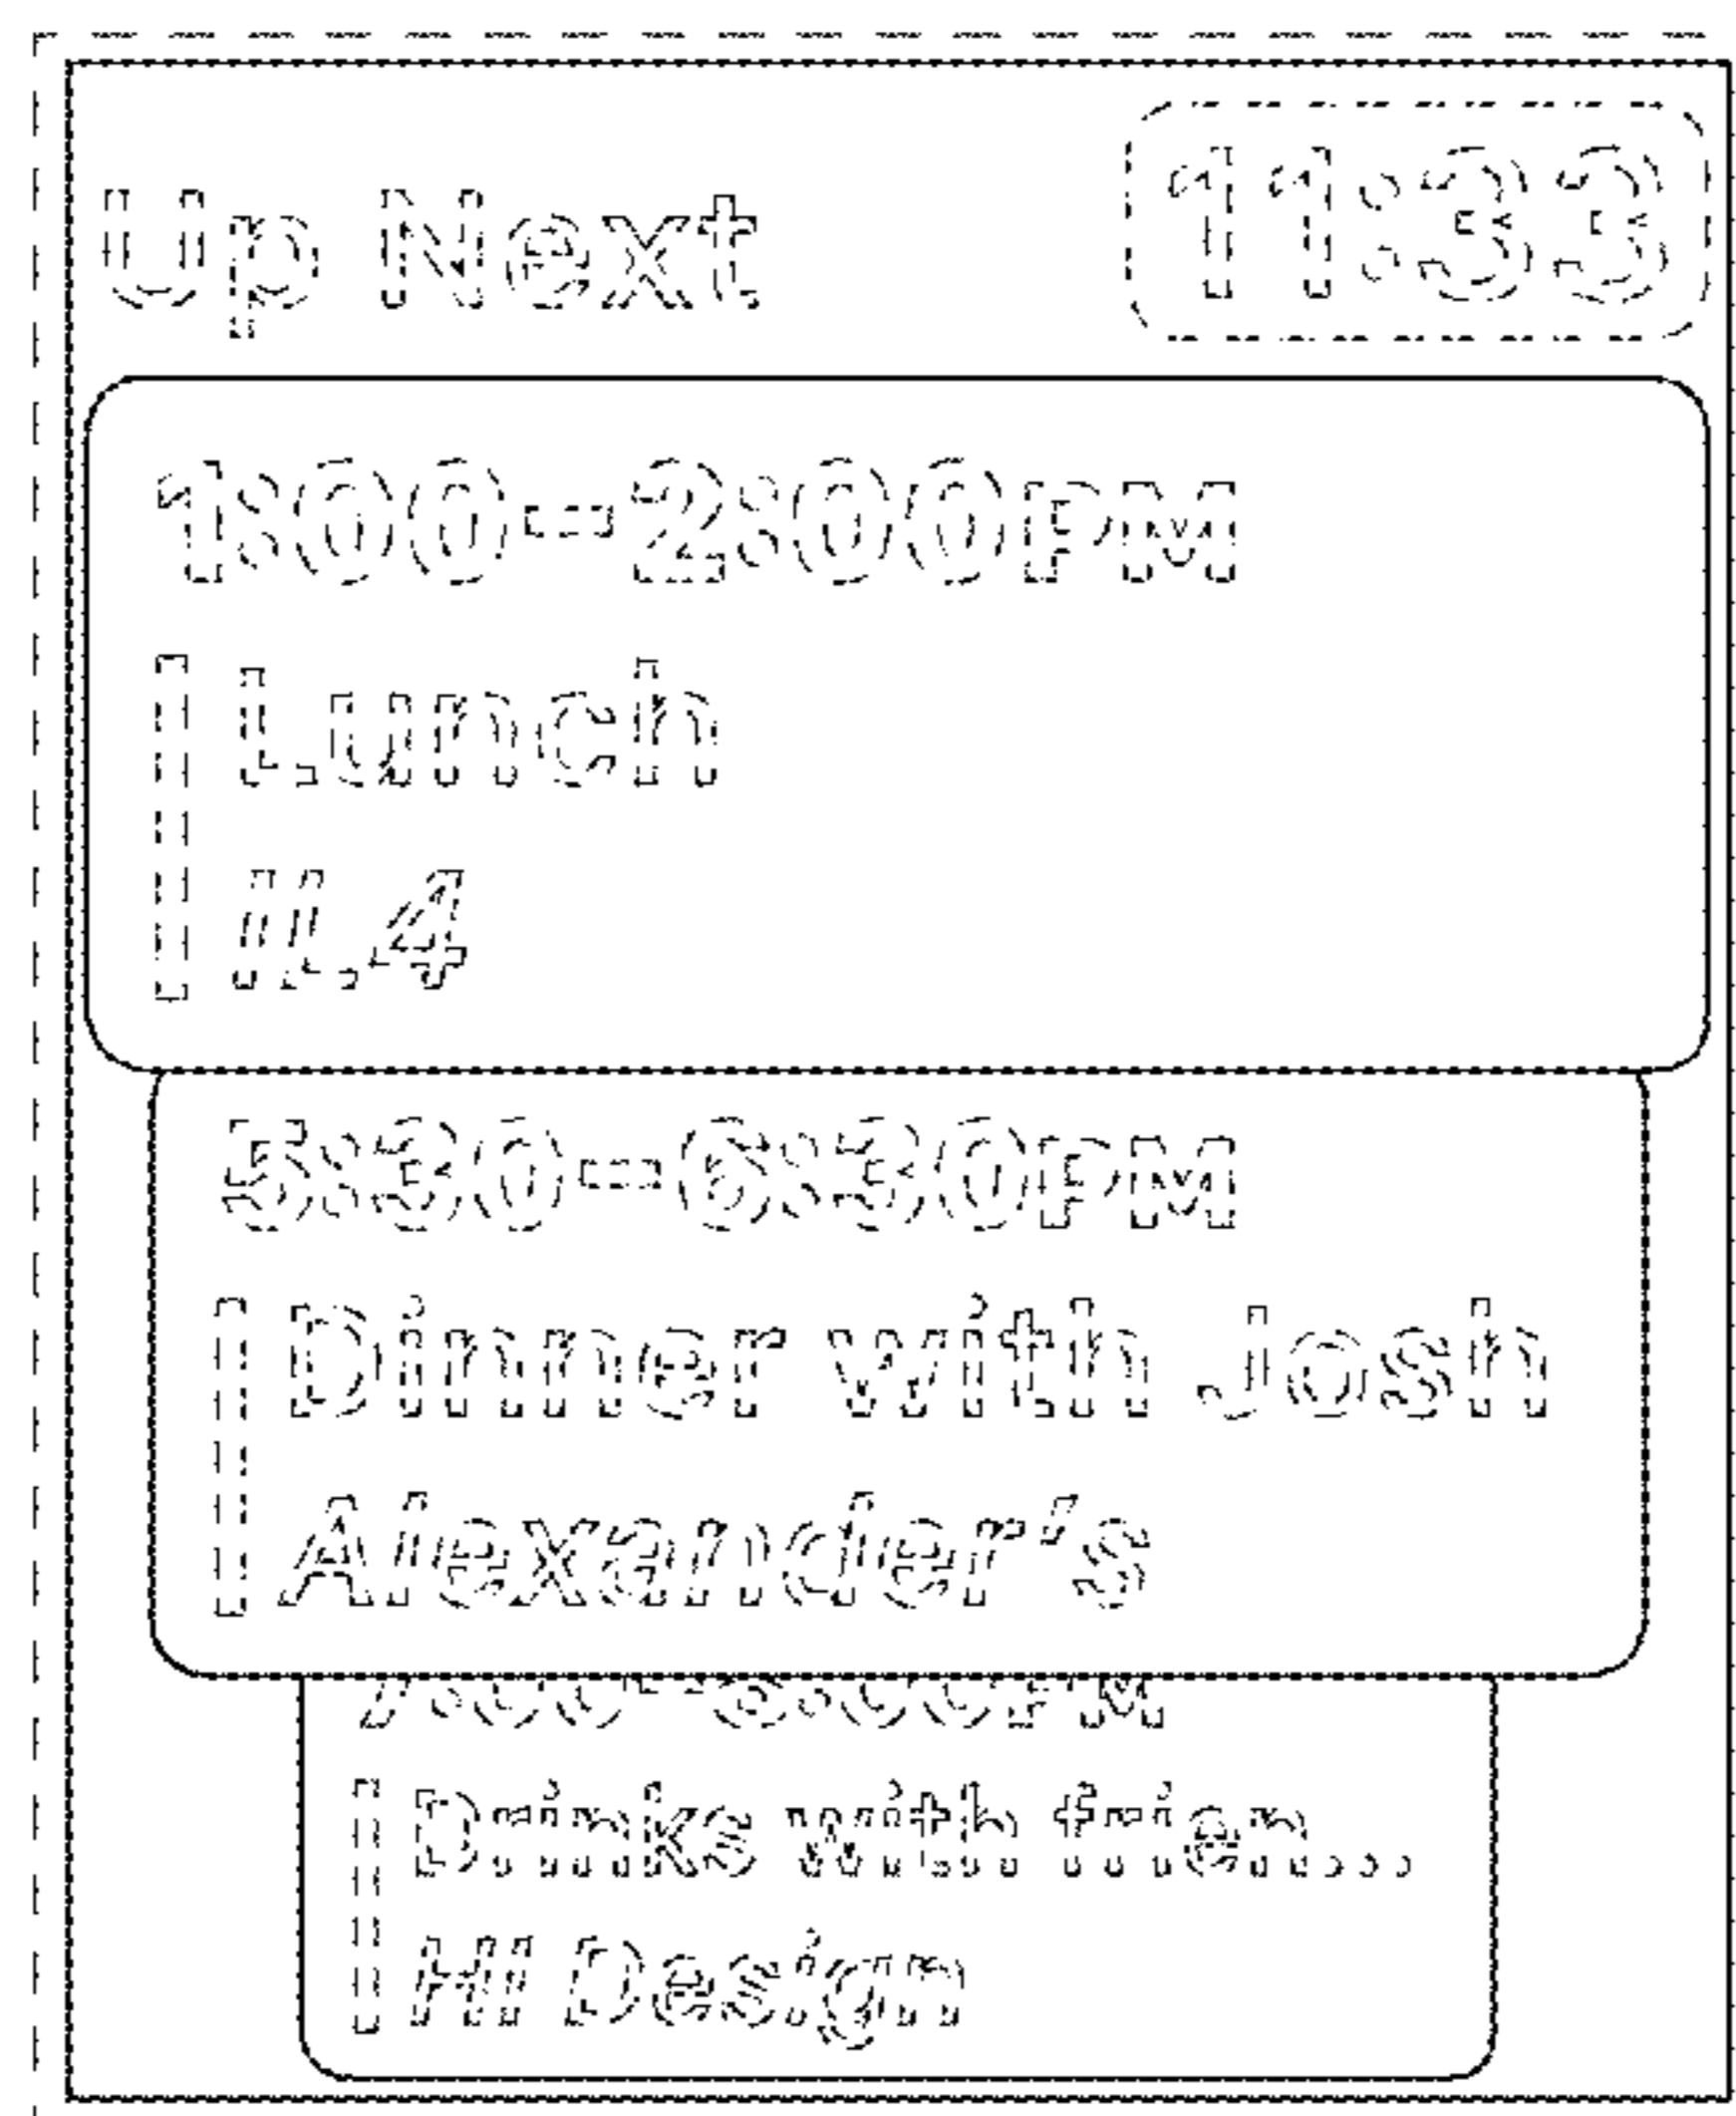 Up Next
11:33
1:00-2:00PM
Lunch
IL4
5:30-6:30PM
Dinner with Josh
Alexander's
Drinks with frien...
HI Design